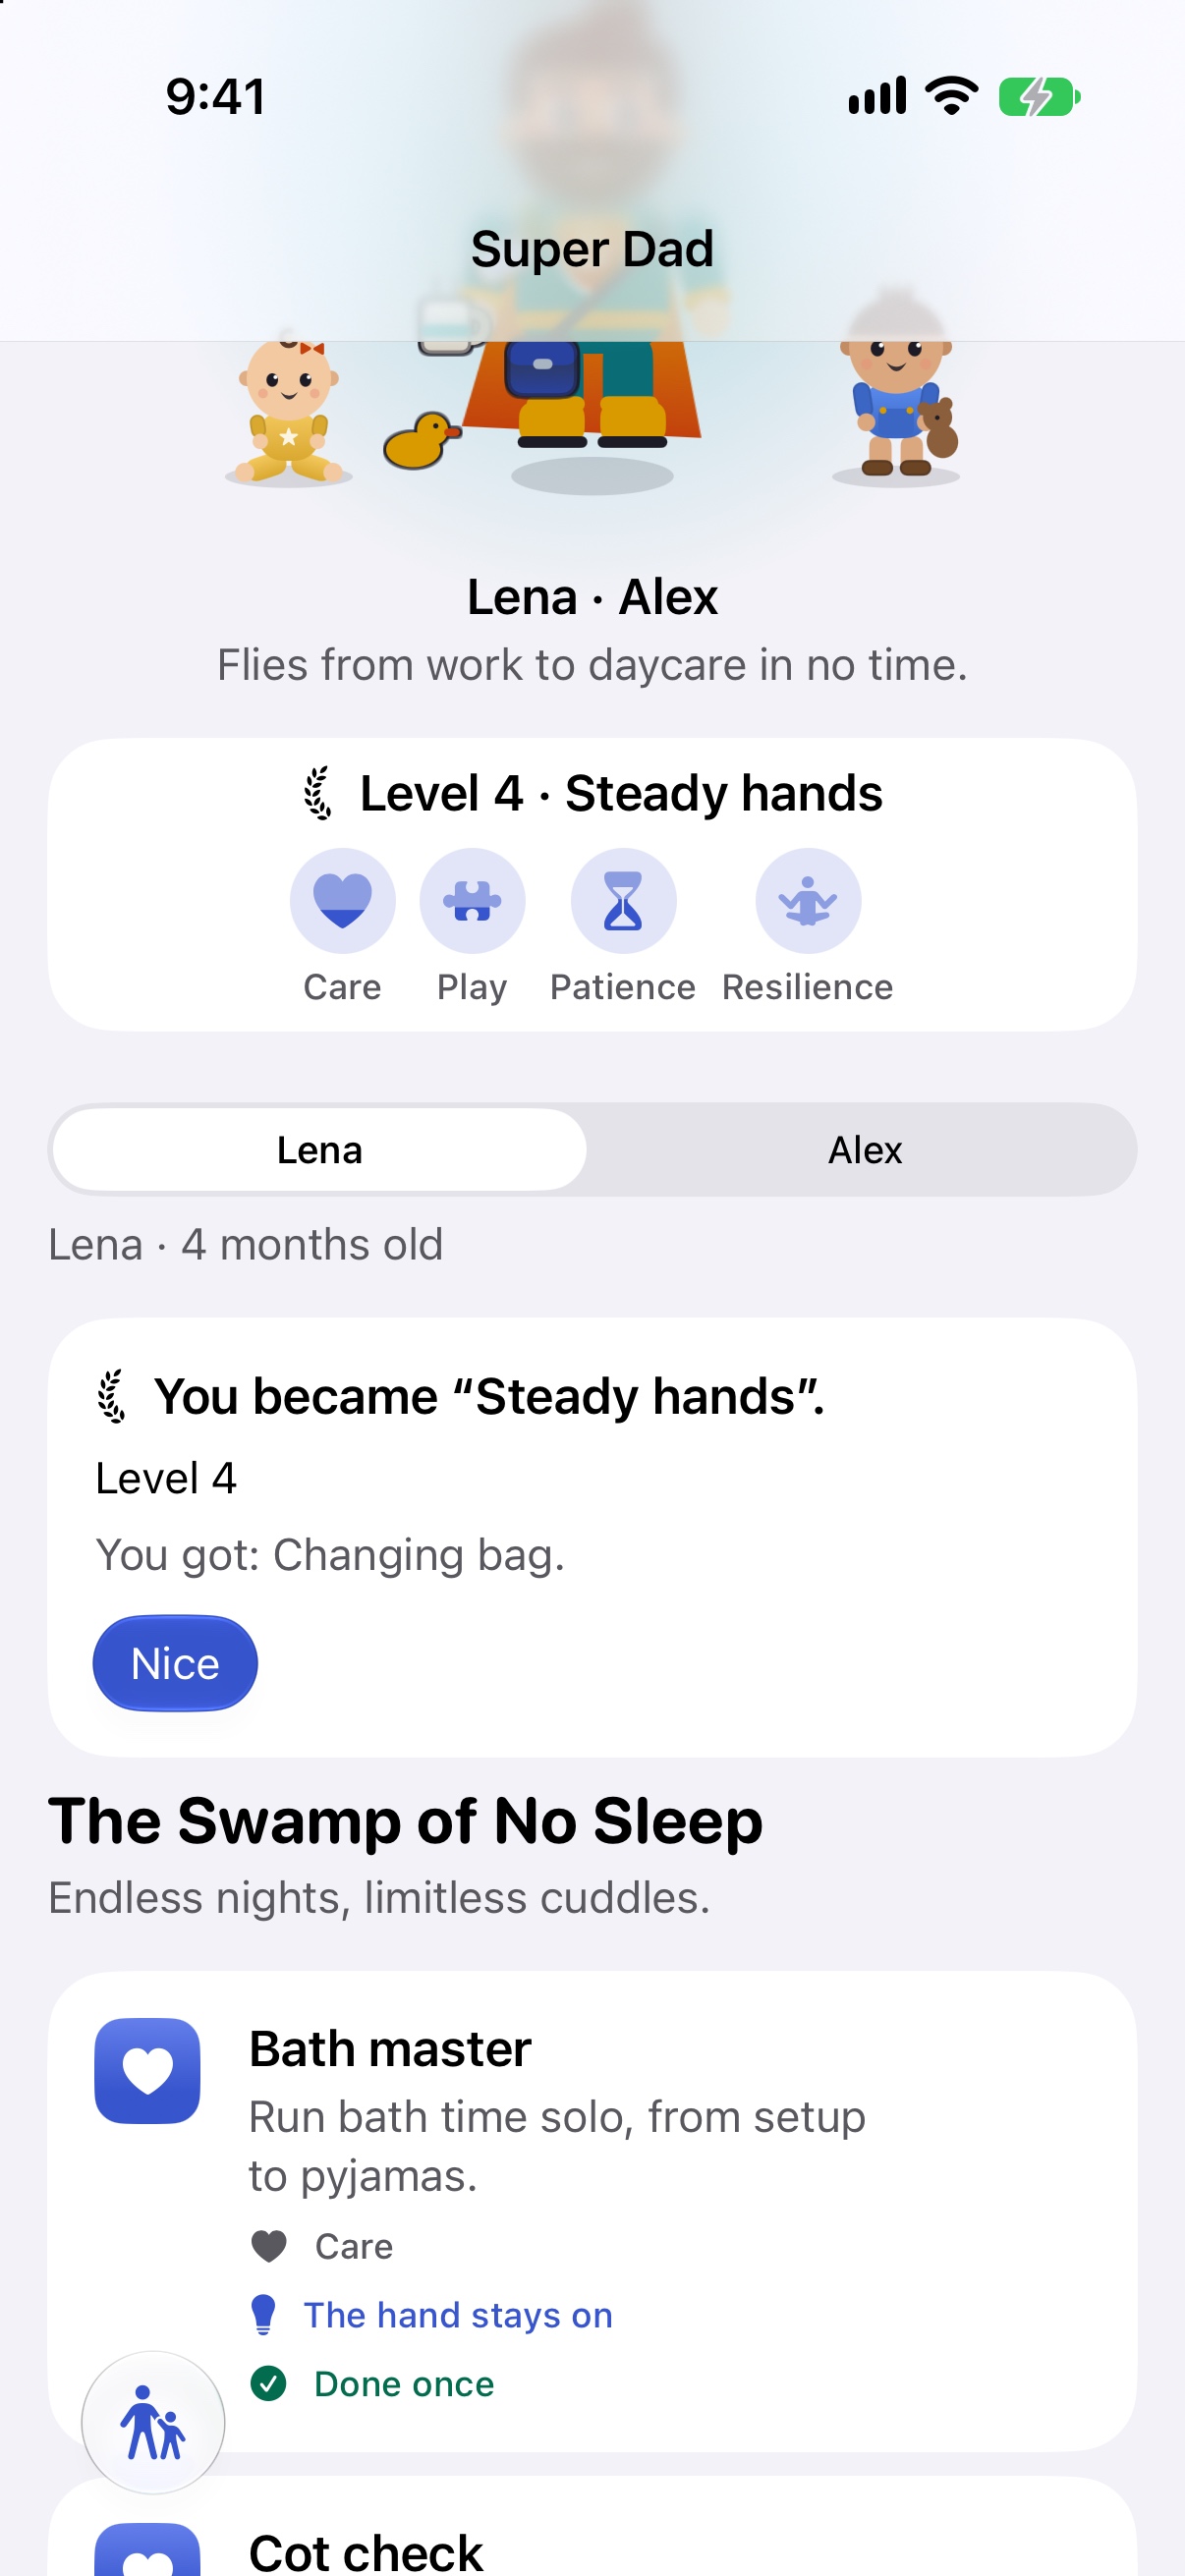 9:41
Super Dad
Lena · Alex
Flies from work to daycare in no time.
Level 4 · Steady hands
Care
Play
Patience
Resilience
Lena
Alex
Lena · 4 months old
You became “Steady hands”.
Level 4
You got: Changing bag.
Nice
The Swamp of No Sleep
Endless nights, limitless cuddles.
Bath master
Run bath time solo, from setup
to pyjamas.
Care
The hand stays on
Done once
Cot check